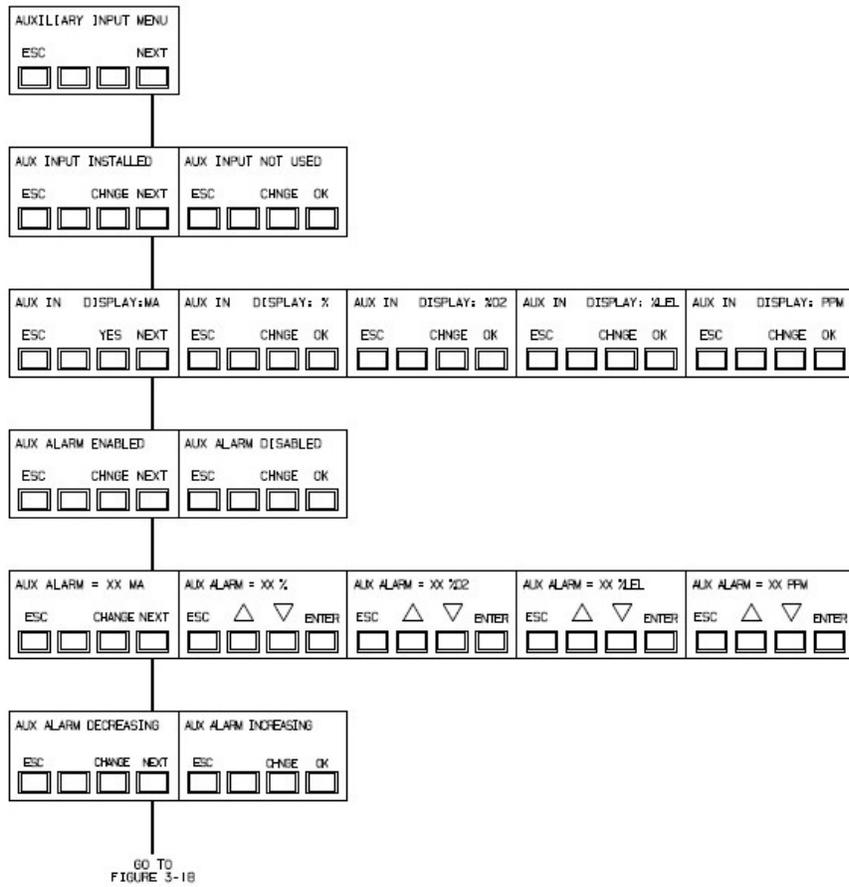 AUXILIARY INPUT MENU
ESC NEXT
AUX INPUT INSTALLED
ESC CHNGE NEXT
AUX INPUT NOT USED
ESC CHNGE OK
AUX IN DISPLAY:MA
ESC YES NEXT
AUX IN DISPLAY: %
ESC CHNGE OK
AUX IN DISPLAY: %O2
ESC CHNGE OK
AUX IN DISPLAY: %LEL
ESC CHNGE OK
AUX IN DISPLAY: PPM
ESC CHNGE OK
AUX ALARM ENABLED
ESC CHNGE NEXT
AUX ALARM DISABLED
ESC CHNGE OK
AUX ALARM = XX MA
ESC CHANGE NEXT
AUX ALARM = XX %
ESC △ ▽ ENTER
AUX ALARM = XX %O2
ESC △ ▽ ENTER
AUX ALARM = XX %LEL
ESC △ ▽ ENTER
AUX ALARM = XX PPM
ESC △ ▽ ENTER
AUX ALARM DECREASING
ESC CHANGE NEXT
AUX ALARM INCREASING
ESC CHNGE OK
GO TO
FIGURE 3-18